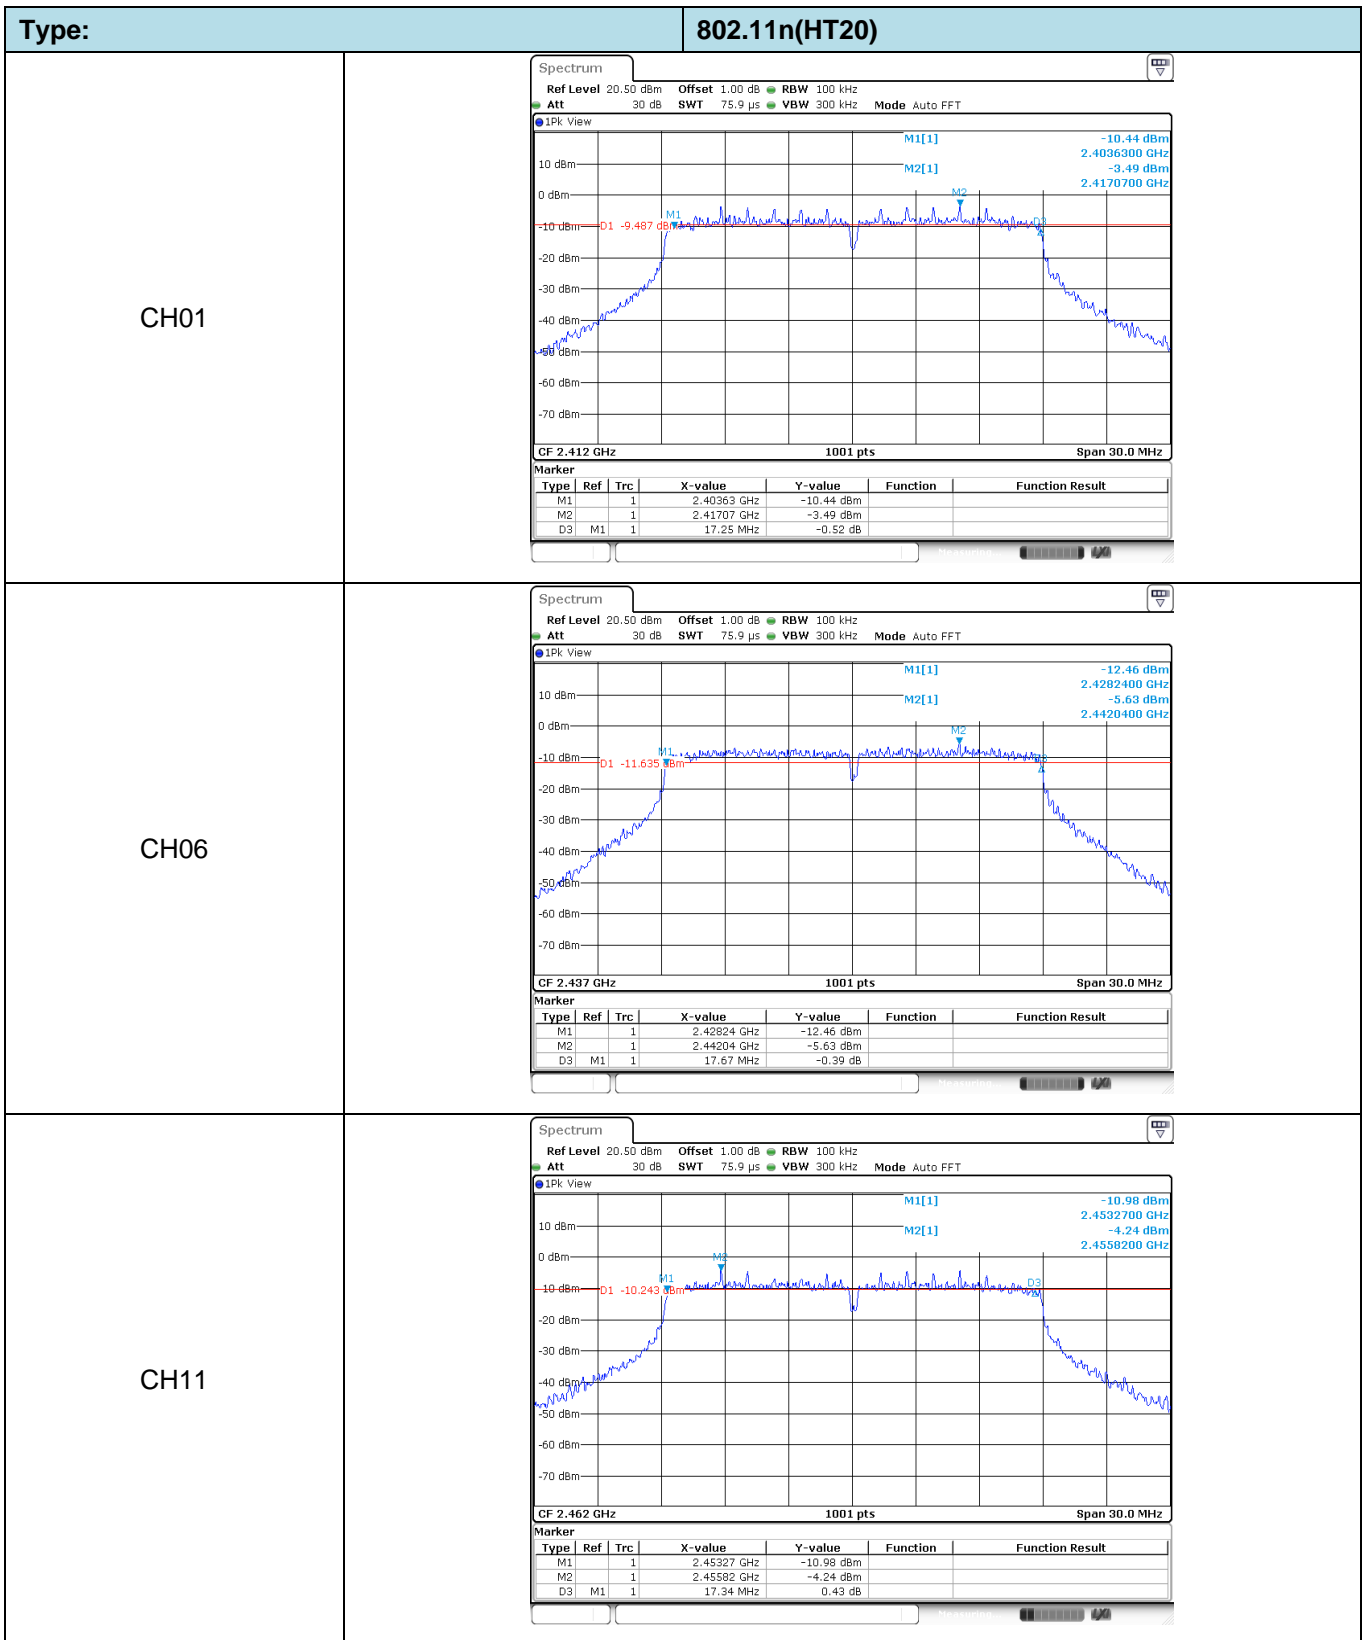 Type: 802.11n(HT20)
CH01
Spectrum
Ref Level 20.50 dBm Offset 1.00 dB RBW 100 kHz
Att 30 dB SWT 75.9 µs VBW 300 kHz Mode Auto FFT
1Pk View
M1[1] -10.44 dBm
2.4036300 GHz
M2[1] -3.49 dBm
2.4170700 GHz
10 dBm
0 dBm
M2
M1
D3
-10 dBm
D1 -9.487 dBm
-20 dBm
-30 dBm
-40 dBm
-50 dBm
-60 dBm
-70 dBm
CF 2.412 GHz 1001 pts Span 30.0 MHz
Marker
Type Ref Trc X-value Y-value Function Function Result
M1 1 2.40363 GHz -10.44 dBm
M2 1 2.41707 GHz -3.49 dBm
D3 M1 1 17.25 MHz -0.52 dB
Measuring
LXI
CH06
Spectrum
Ref Level 20.50 dBm Offset 1.00 dB RBW 100 kHz
Att 30 dB SWT 75.9 µs VBW 300 kHz Mode Auto FFT
1Pk View
M1[1] -12.46 dBm
2.4282400 GHz
M2[1] -5.63 dBm
2.4420400 GHz
10 dBm
0 dBm
M2
M1
D3
-10 dBm
D1 -11.635 dBm
-20 dBm
-30 dBm
-40 dBm
-50 dBm
-60 dBm
-70 dBm
CF 2.437 GHz 1001 pts Span 30.0 MHz
Marker
Type Ref Trc X-value Y-value Function Function Result
M1 1 2.42824 GHz -12.46 dBm
M2 1 2.44204 GHz -5.63 dBm
D3 M1 1 17.67 MHz -0.39 dB
Measuring
LXI
CH11
Spectrum
Ref Level 20.50 dBm Offset 1.00 dB RBW 100 kHz
Att 30 dB SWT 75.9 µs VBW 300 kHz Mode Auto FFT
1Pk View
M1[1] -10.98 dBm
2.4532700 GHz
M2[1] -4.24 dBm
2.4558200 GHz
10 dBm
0 dBm
M2
M1
D3
-10 dBm
D1 -10.243 dBm
-20 dBm
-30 dBm
-40 dBm
-50 dBm
-60 dBm
-70 dBm
CF 2.462 GHz 1001 pts Span 30.0 MHz
Marker
Type Ref Trc X-value Y-value Function Function Result
M1 1 2.45327 GHz -10.98 dBm
M2 1 2.45582 GHz -4.24 dBm
D3 M1 1 17.34 MHz 0.43 dB
Measuring
LXI